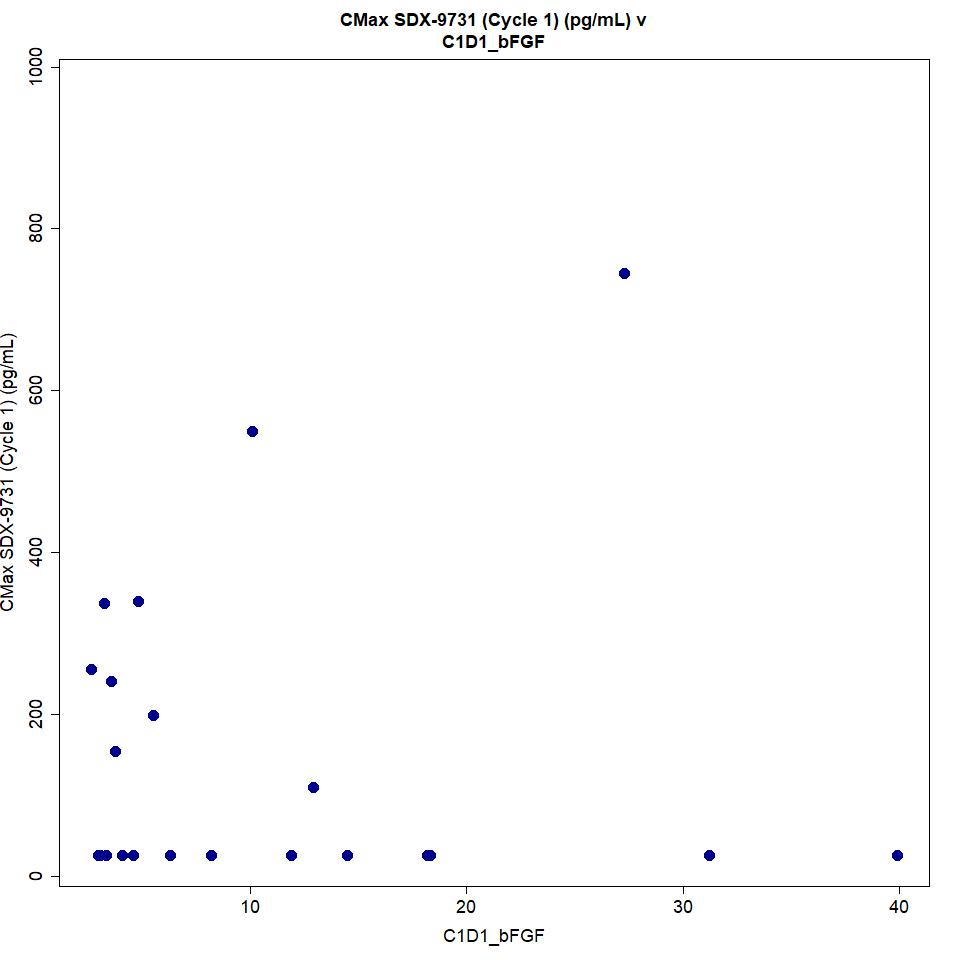 CMax SDX-9731 (Cycle 1) (pg/mL) v
C1D1_bFGF
1000
800
600
400
200
0
CMax SDX-9731 (Cycle 1) (pg/mL)
10 20 30 40
C1D1_bFGF